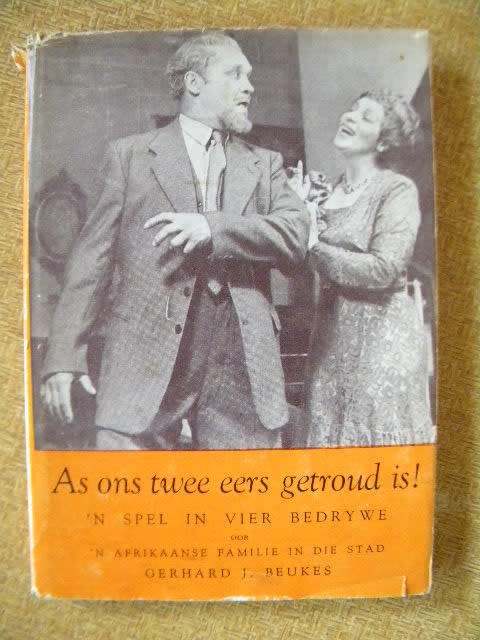 As ons twee eers getroud is!
'N SPEL IN VIER BEDRYWE
OOR
'N AFRIKAANSE FAMILIE IN DIE STAD
GERHARD J. BEUKES